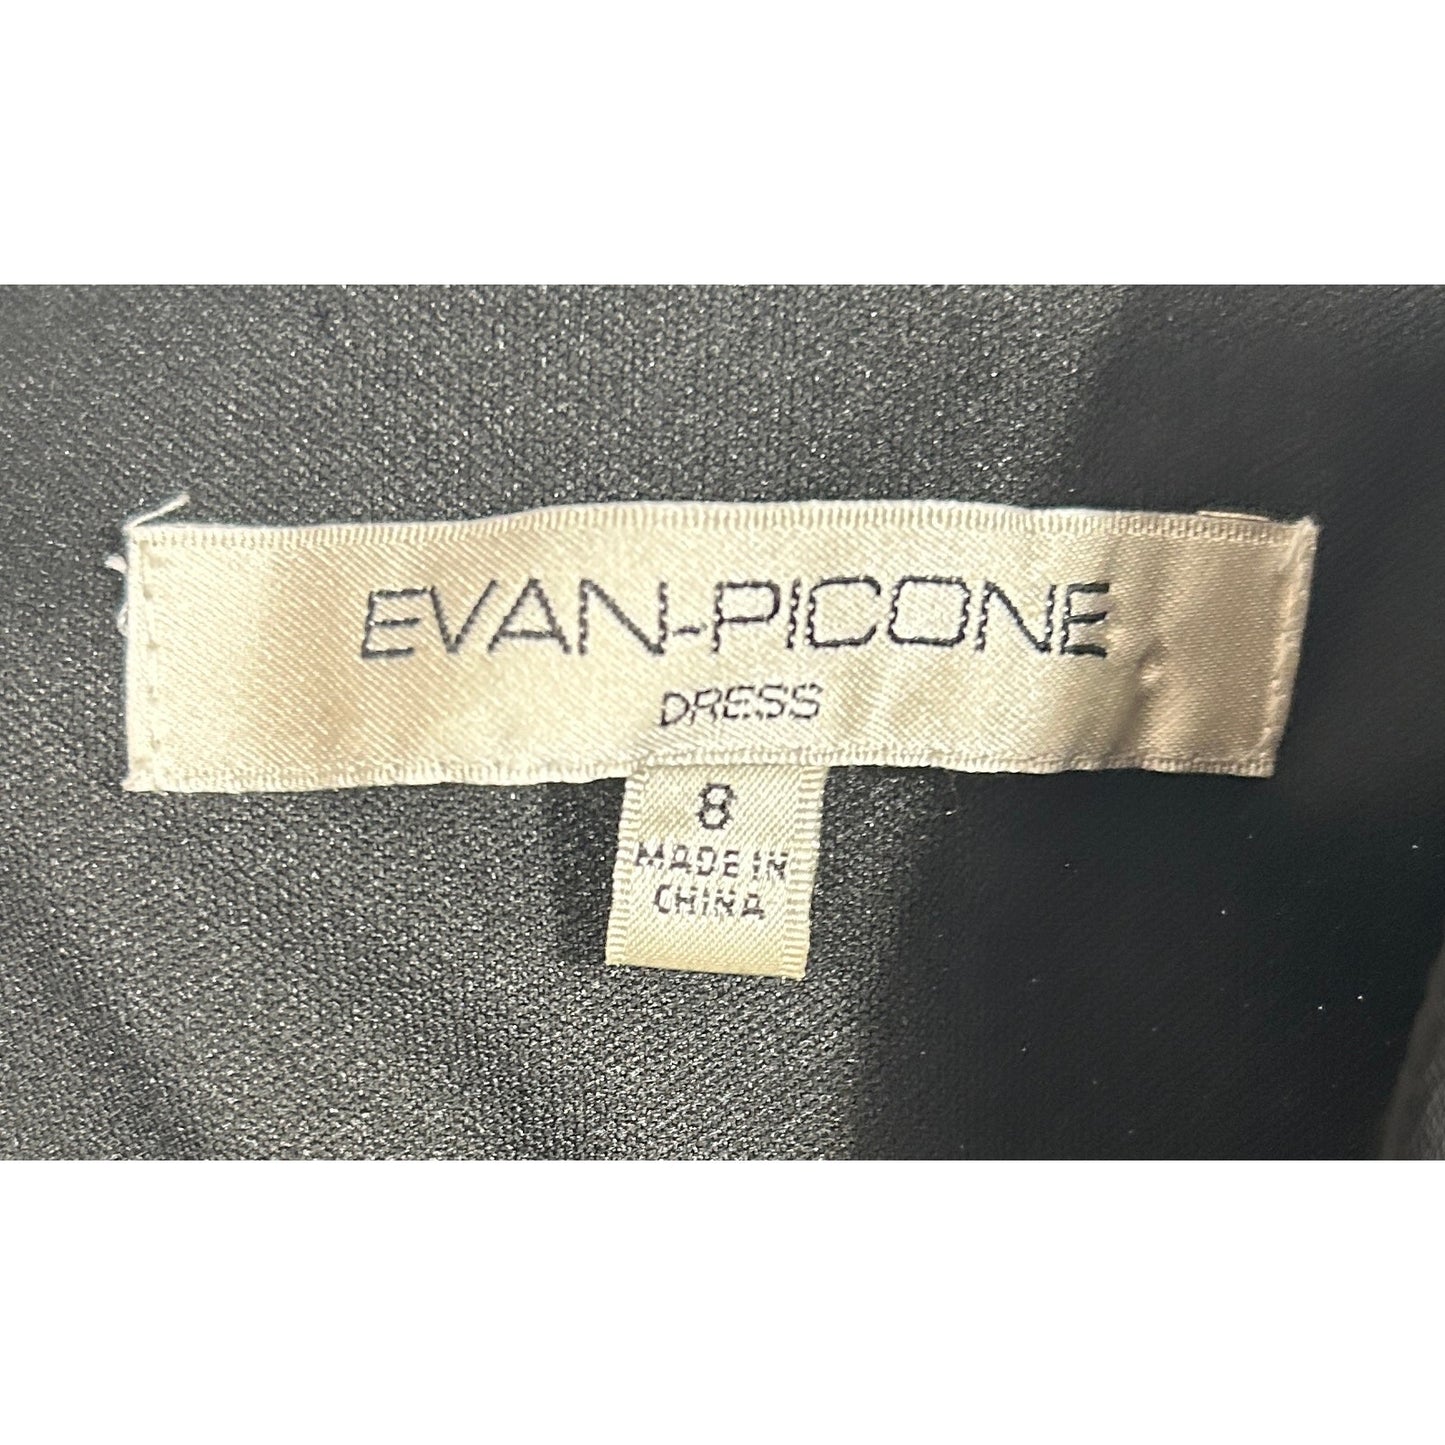 EVAN-PICONE
DRESS
8
MADE IN
CHINA